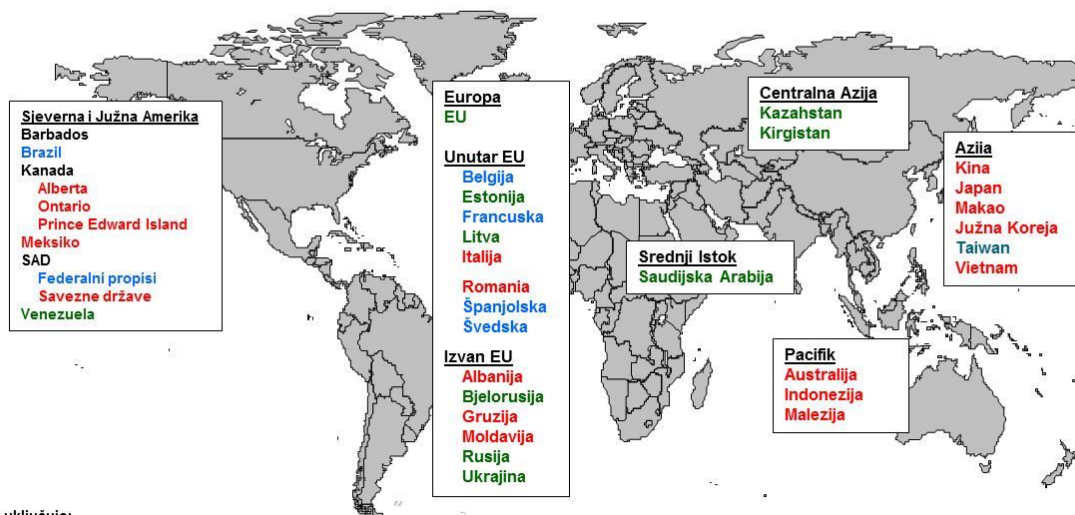 Sjeverna i Južna Amerika
Barbados
Brazil
Kanada
Alberta
Ontario
Prince Edward Island
Meksiko
SAD
Federalni propisi
Savezne države
Venezuela
Europa
EU
Unutar EU
Belgija
Estonija
Francuska
Litva
Italija
Romania
Španjolska
Švedska
Izvan EU
Albanija
Bjelorusija
Gruzija
Moldavija
Rusija
Ukrajina
Centralna Azija
Kazahstan
Kirgistan
Srednji Istok
Saudijska Arabija
Aziia
Kina
Japan
Makao
Južna Koreja
Taiwan
Vietnam
Pacifik
Australija
Indonezija
Malezija